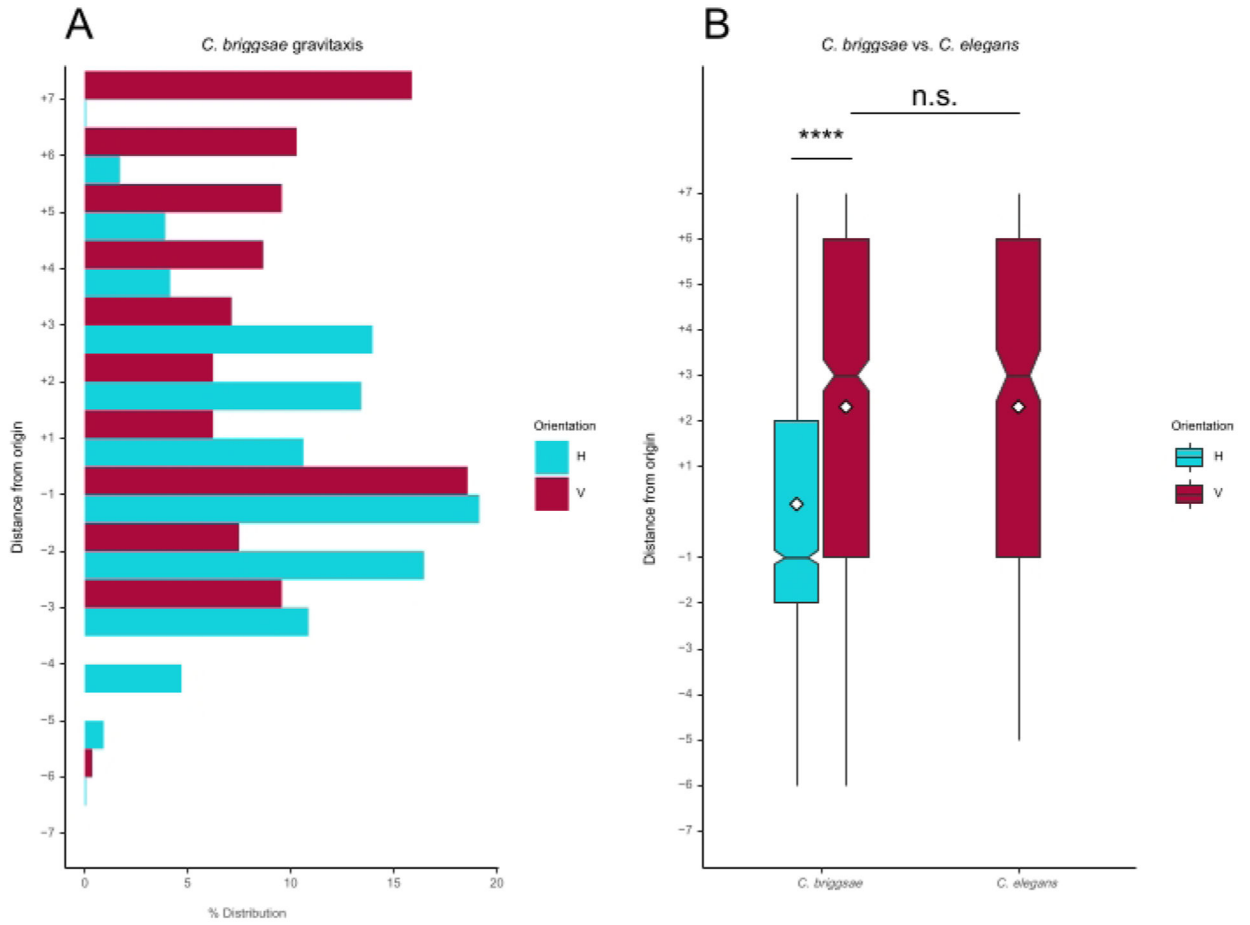 A
C. briggsae gravitaxis
+7
+6
+5
+4
+3
+2
+1
−1
−2
−3
−4
−5
−6
−7
Distance from origin
0 5 10 15 20
% Distribution
Orientation
H
V
B
C. briggsae vs. C. elegans
n.s.
****
+7
+6
+5
+4
+3
+2
+1
−1
−2
−3
−4
−5
−6
−7
Distance from origin
C. briggsae C. elegans
Orientation
H
V